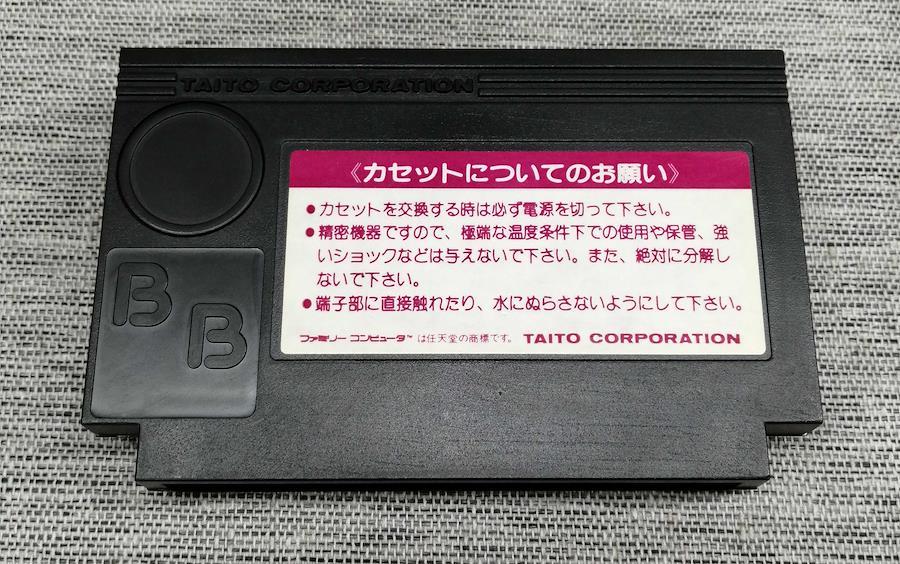 TAITO CORPORATION
《カセットについてのお願い》
●カセットを交換する時は必ず電源を切って下さい。
●精密機器ですので、極端な温度条件下での使用や保管、強
いショックなどは与えないで下さい。また、絶対に分解し
ないで下さい。
●端子部に直接触れたり、水にぬらさないようにして下さい。
ファミリーコンピュータ™は任天堂の商標です。 TAITO CORPORATION
B
B